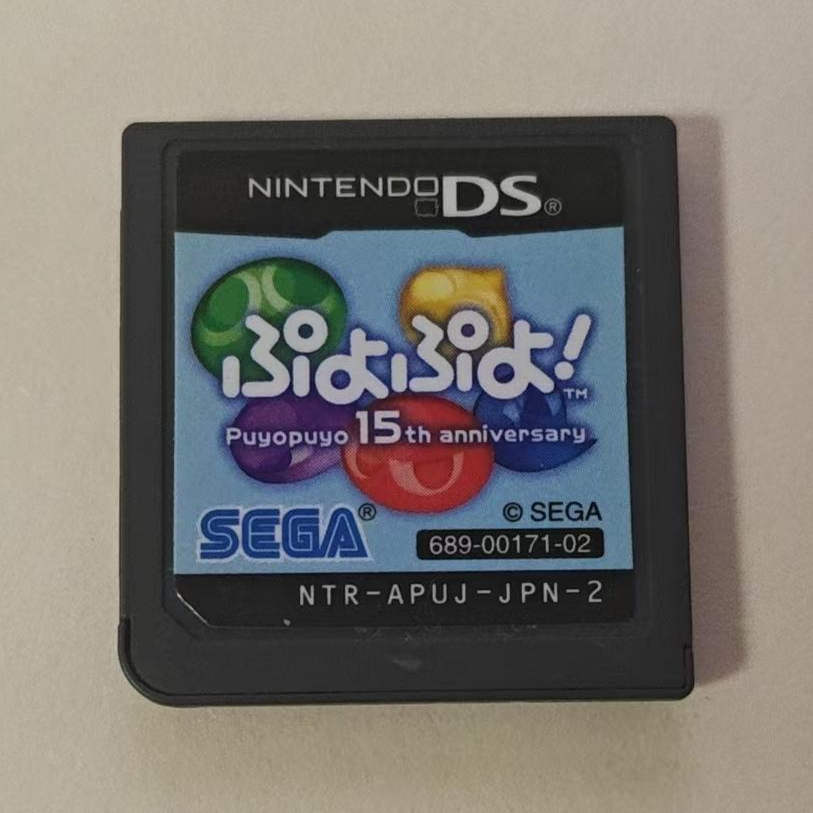 NINTENDO DS®
ぷよぷよ!™
Puyopuyo 15th anniversary
SEGA®
© SEGA
689-00171-02
NTR-APUJ-JPN-2